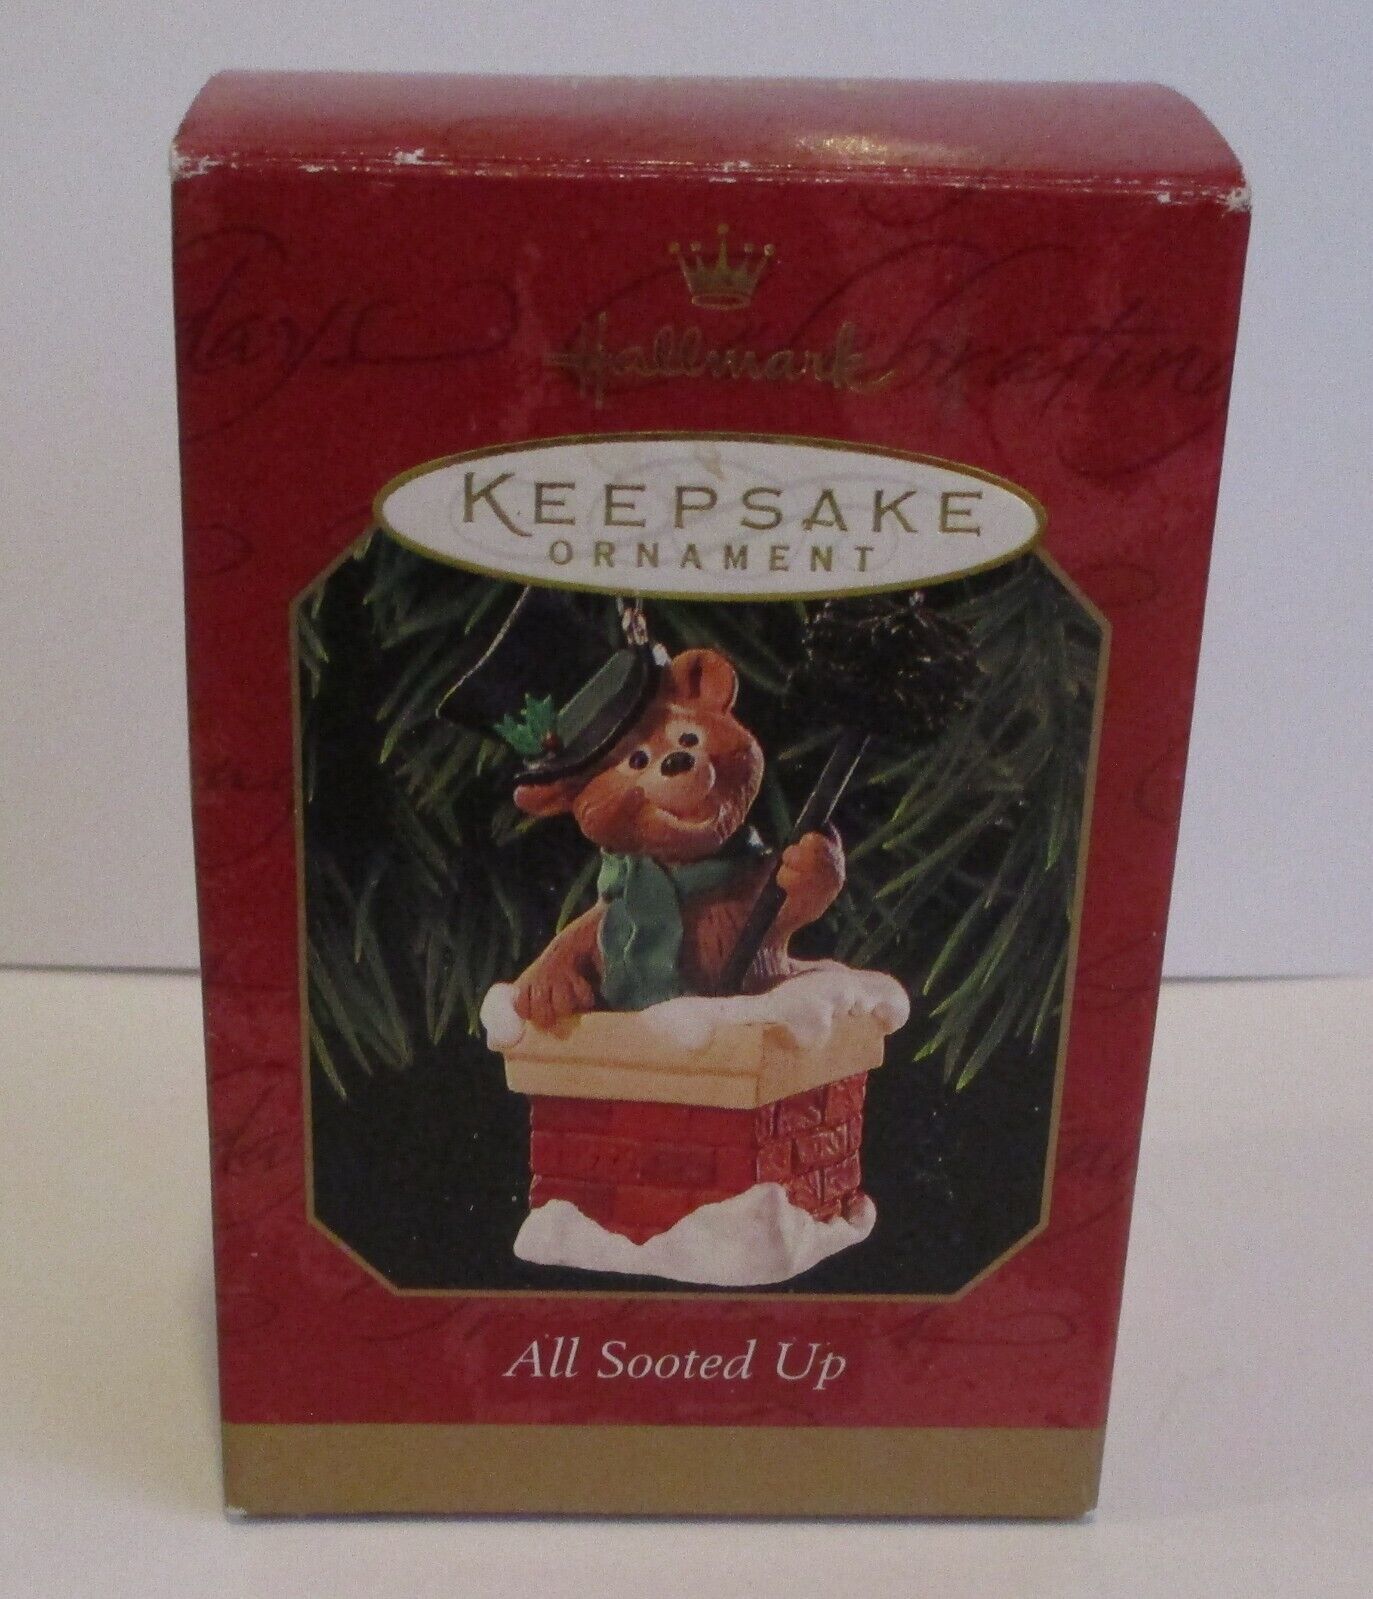 Hallmark
KEEPSAKE
ORNAMENT
All Sooted Up